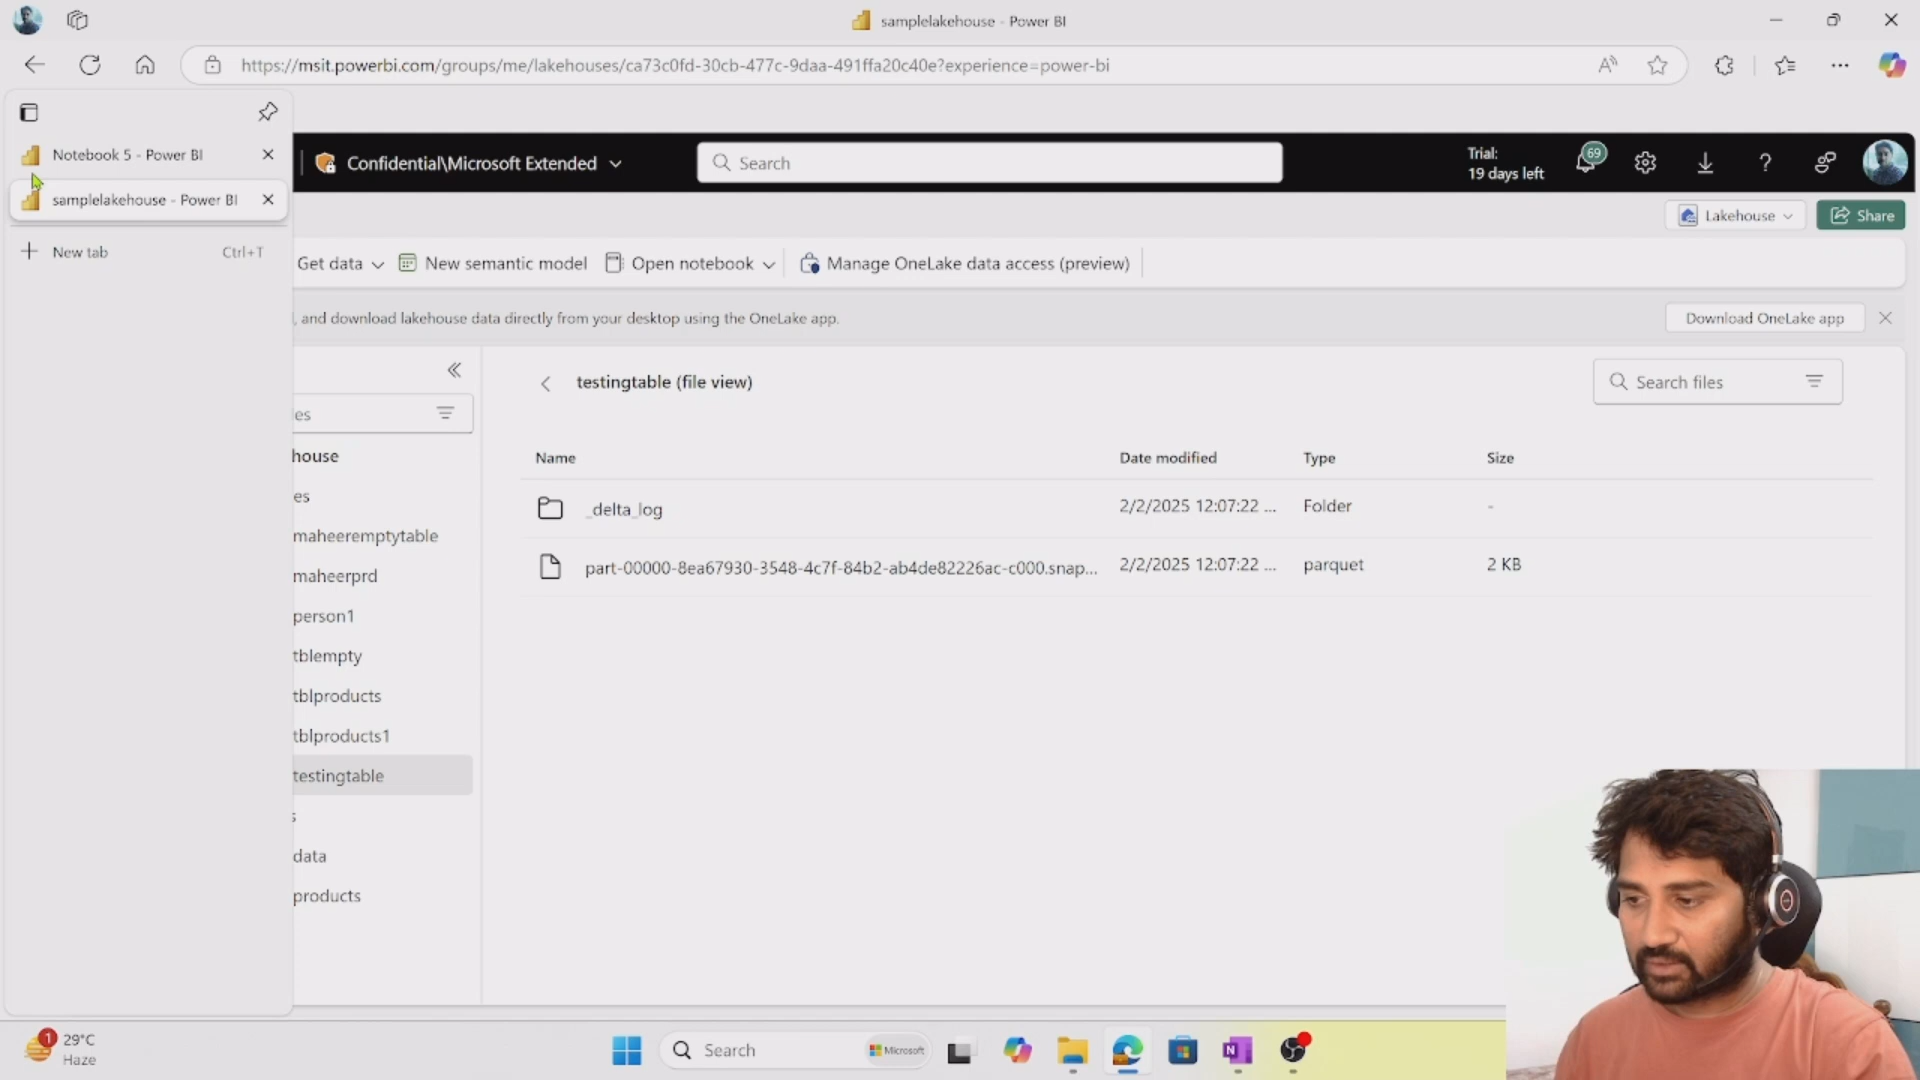 samplelakehouse - Power BI
https://msit.powerbi.com/groups/me/lakehouses/ca73c0fd-30cb-477c-9daa-491ffa20c40e?experience=power-bi
Notebook 5 - Power BI
samplelakehouse - Power BI
New tab Ctrl+T
Confidential\Microsoft Extended
Search
Trial:
19 days left
69
Lakehouse
Share
Get data
New semantic model
Open notebook
Manage OneLake data access (preview)
, and download lakehouse data directly from your desktop using the OneLake app.
Download OneLake app
es
house
es
maheeremptytable
maheerprd
person1
tblempty
tblproducts
tblproducts1
testingtable
s
data
products
testingtable (file view)
Search files
Name Date modified Type Size
_delta_log 2/2/2025 12:07:22 ... Folder -
part-00000-8ea67930-3548-4c7f-84b2-ab4de82226ac-c000.snap... 2/2/2025 12:07:22 ... parquet 2 KB
1
29°C
Haze
Search
Microsoft